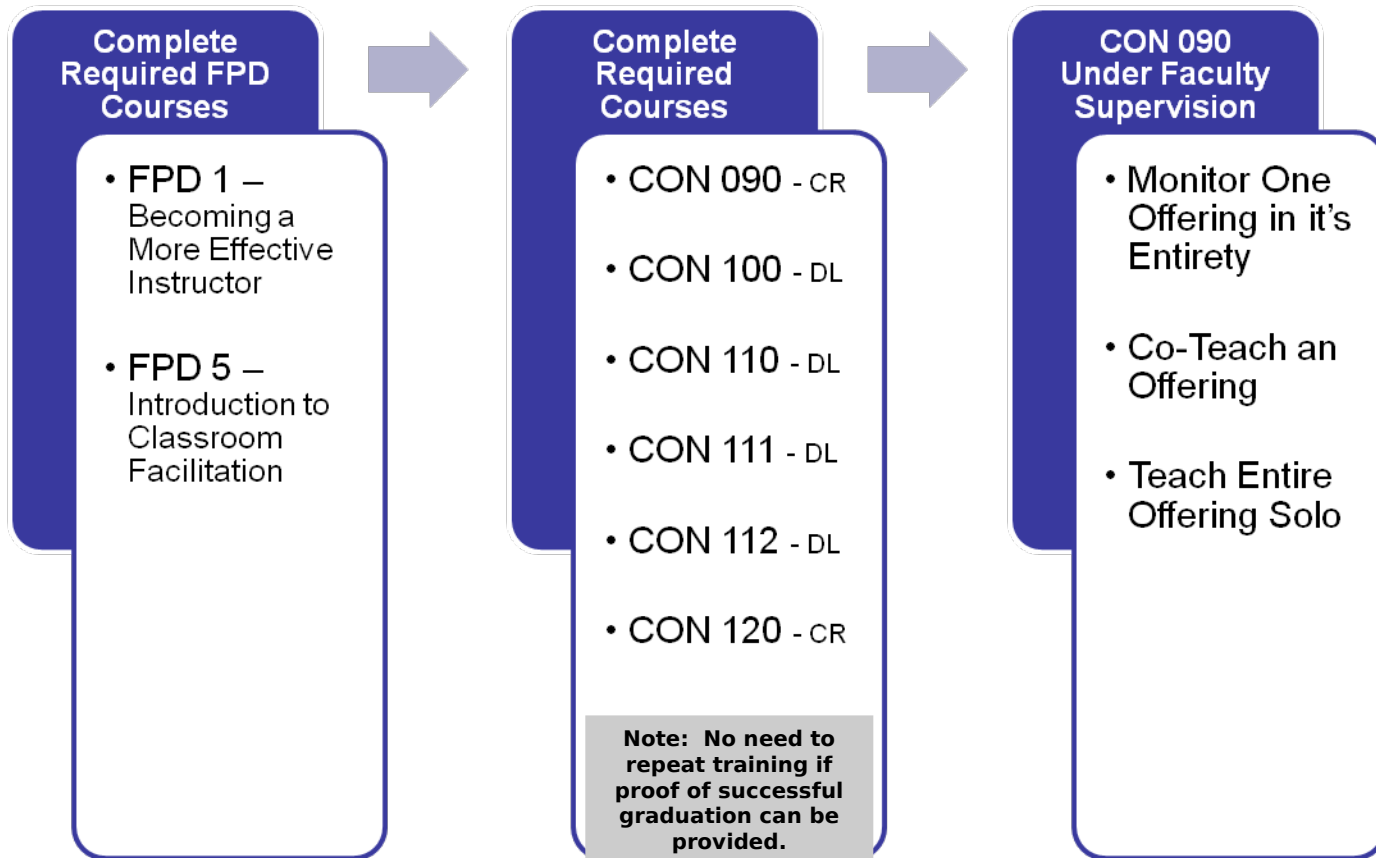 Complete
Required FPD
Courses
• FPD 1 –
Becoming a
More Effective
Instructor
• FPD 5 –
Introduction to
Classroom
Facilitation
Complete
Required
Courses
• CON 090 - CR
• CON 100 - DL
• CON 110 - DL
• CON 111 - DL
• CON 112 - DL
• CON 120 - CR
Note: No need to
repeat training if
proof of successful
graduation can be
provided.
CON 090
Under Faculty
Supervision
• Monitor One
Offering in it's
Entirety
• Co-Teach an
Offering
• Teach Entire
Offering Solo